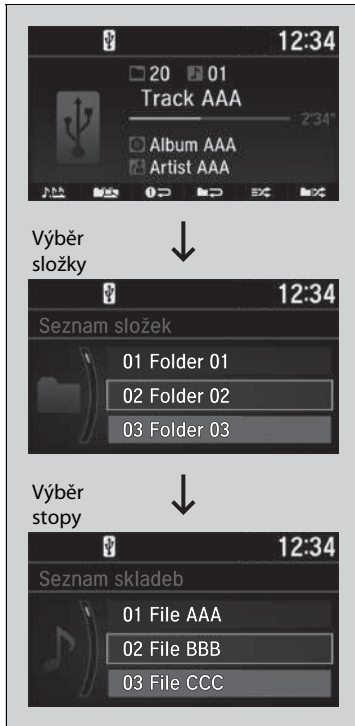 12:34
20 01
Track AAA
2'34"
Album AAA
Artist AAA
Výběr
složky
12:34
Seznam složek
01 Folder 01
02 Folder 02
03 Folder 03
Výběr
stopy
12:34
Seznam skladeb
01 File AAA
02 File BBB
03 File CCC